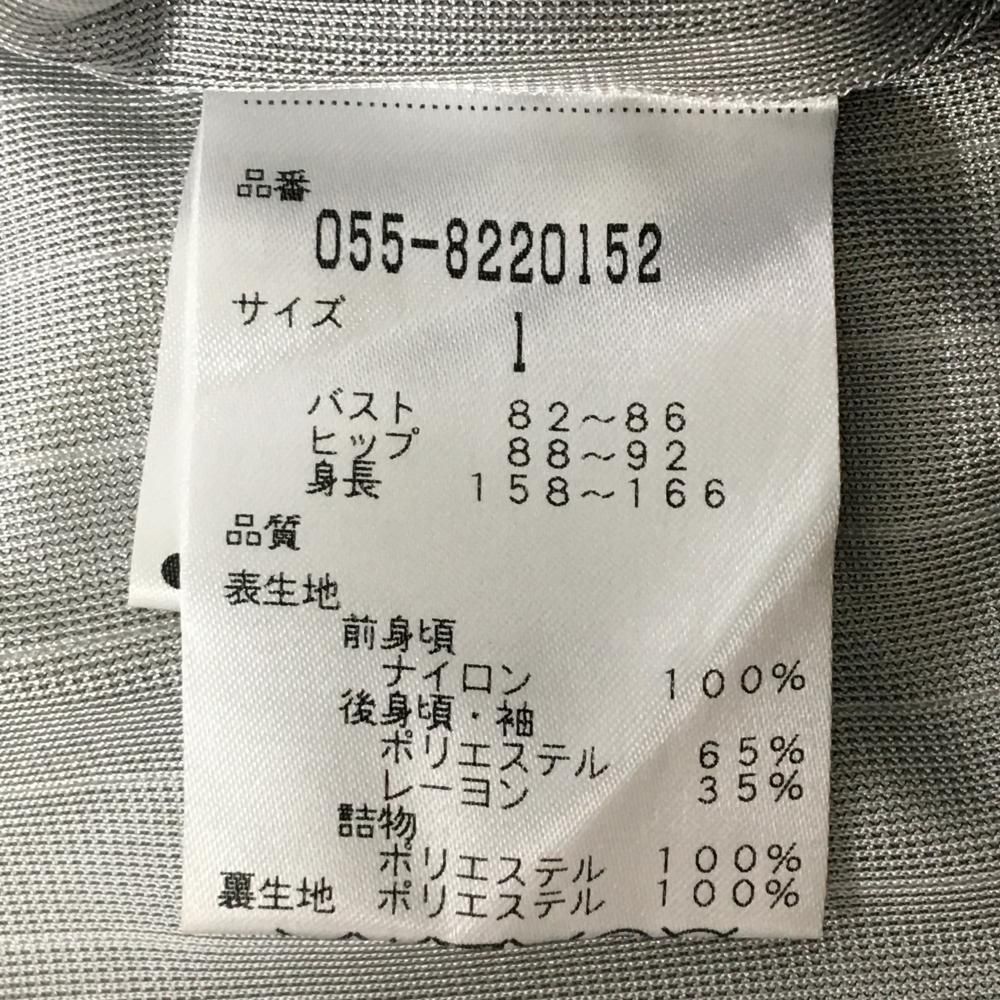 品番
055-8220152
サイズ
1
バスト 82～86
ヒップ 88～92
身長 158～166
品質
表生地
前身頃
ナイロン 100%
後身頃・袖
ポリエステル 65%
レーヨン 35%
詰物
ポリエステル 100%
裏生地 ポリエステル 100%